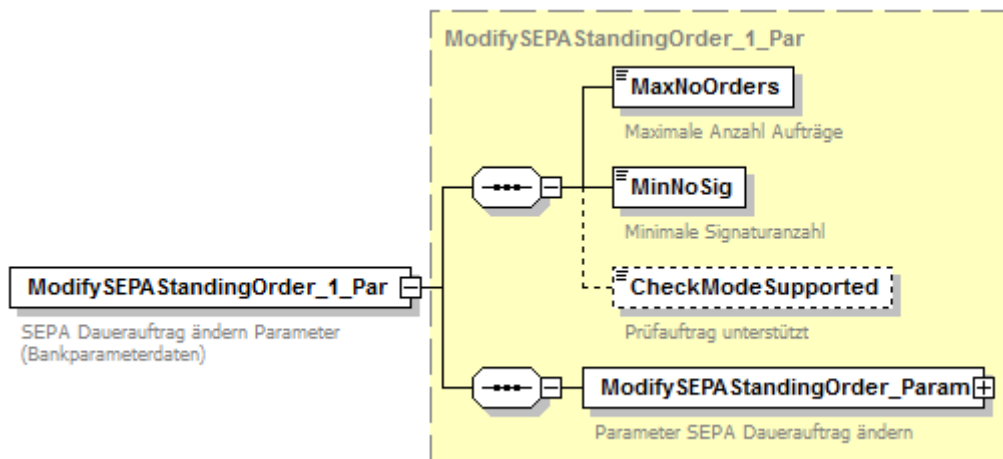 ModifySEPAStandingOrder_1_Par
MaxNoOrders
Maximale Anzahl Aufträge
MinNoSig
Minimale Signaturanzahl
CheckModeSupported
Prüfauftrag unterstützt
ModifySEPAStandingOrder_1_Par
SEPA Dauerauftrag ändern Parameter
(Bankparameterdaten)
ModifySEPAStandingOrder_Param
Parameter SEPA Dauerauftrag ändern